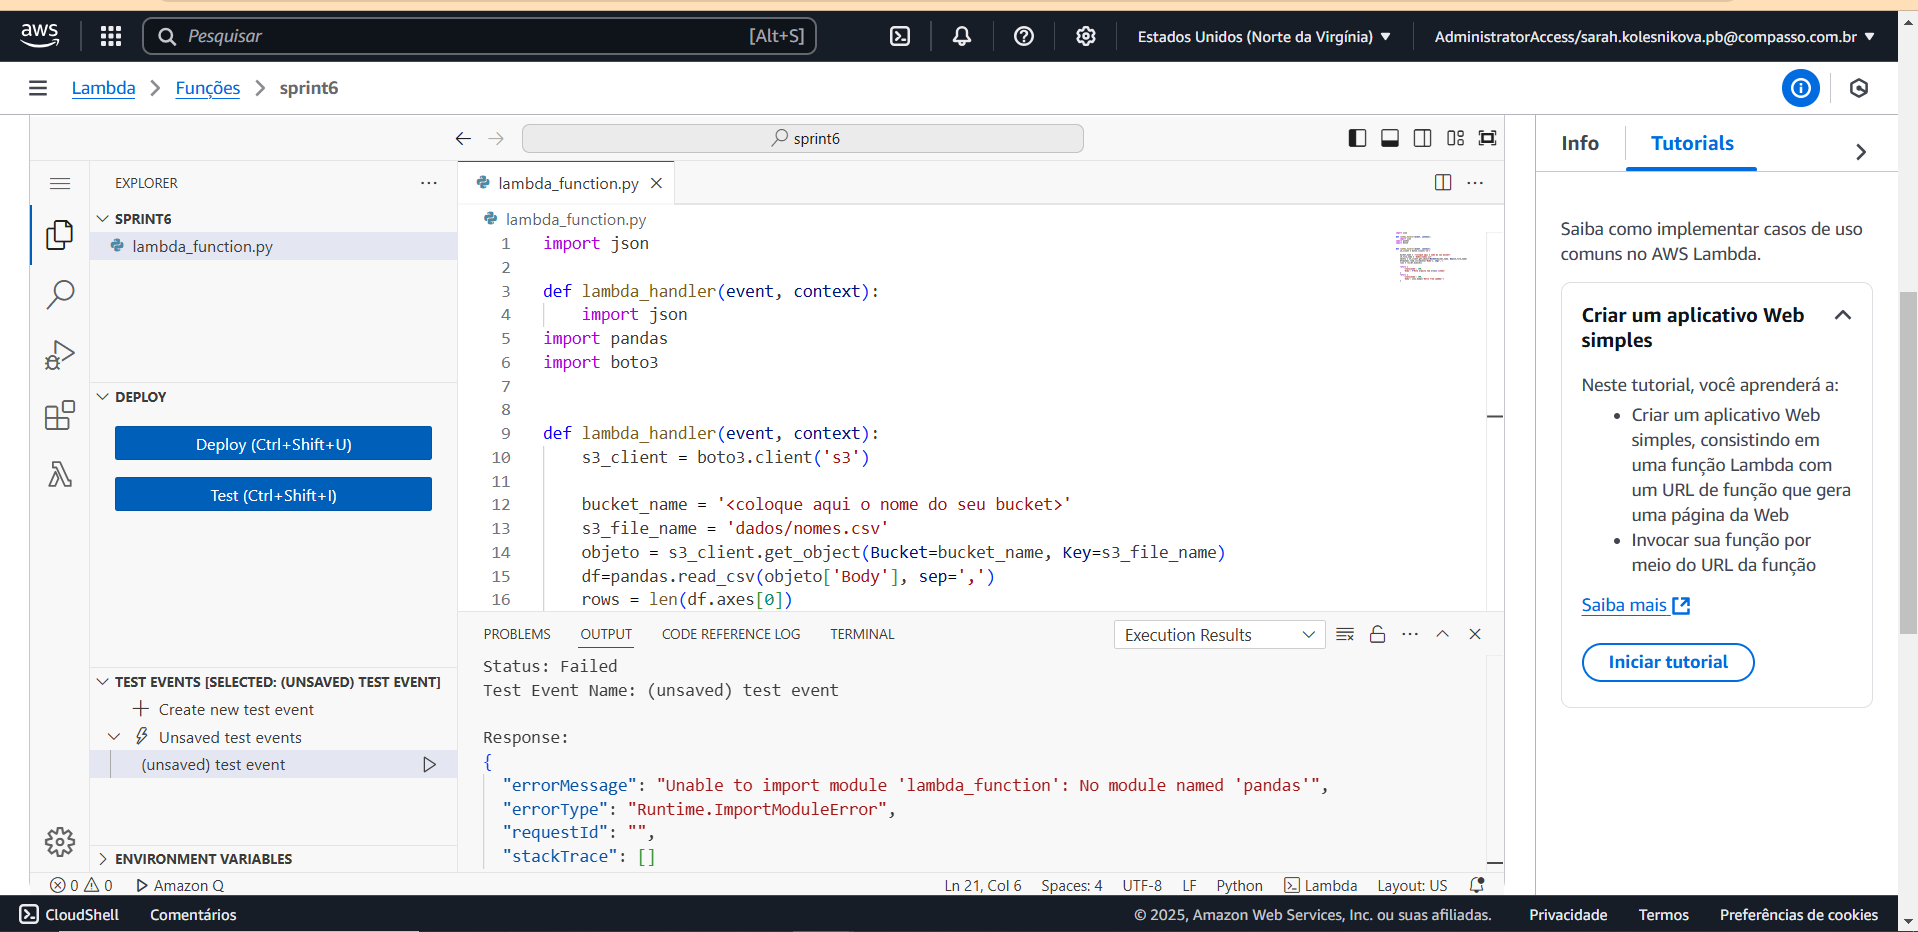 aws
Pesquisar [Alt+S]
Estados Unidos (Norte da Virgínia) ▼
AdministratorAccess/sarah.kolesnikova.pb@compasso.com.br ▼
Lambda > Funções > sprint6
sprint6
EXPLORER ...
SPRINT6
lambda_function.py
DEPLOY
Deploy (Ctrl+Shift+U)
Test (Ctrl+Shift+I)
TEST EVENTS [SELECTED: (UNSAVED) TEST EVENT]
Create new test event
Unsaved test events
(unsaved) test event
ENVIRONMENT VARIABLES
lambda_function.py
lambda_function.py
1 import json
2
3 def lambda_handler(event, context):
4     import json
5 import pandas
6 import boto3
7
8
9 def lambda_handler(event, context):
10     s3_client = boto3.client('s3')
11
12     bucket_name = '<coloque aqui o nome do seu bucket>'
13     s3_file_name = 'dados/nomes.csv'
14     objeto = s3_client.get_object(Bucket=bucket_name, Key=s3_file_name)
15     df=pandas.read_csv(objeto['Body'], sep=',')
16     rows = len(df.axes[0])
PROBLEMS OUTPUT CODE REFERENCE LOG TERMINAL
Execution Results
Status: Failed
Test Event Name: (unsaved) test event
Response:
{
"errorMessage": "Unable to import module 'lambda_function': No module named 'pandas'",
"errorType": "Runtime.ImportModuleError",
"requestId": "",
"stackTrace": []
0 0 Amazon Q
Ln 21, Col 6 Spaces: 4 UTF-8 LF Python Lambda Layout: US
Info Tutorials
Saiba como implementar casos de uso
comuns no AWS Lambda.
Criar um aplicativo Web
simples
Neste tutorial, você aprenderá a:
• Criar um aplicativo Web
simples, consistindo em
uma função Lambda com
um URL de função que gera
uma página da Web
• Invocar sua função por
meio do URL da função
Saiba mais
Iniciar tutorial
CloudShell Comentários
© 2025, Amazon Web Services, Inc. ou suas afiliadas.
Privacidade Termos Preferências de cookies